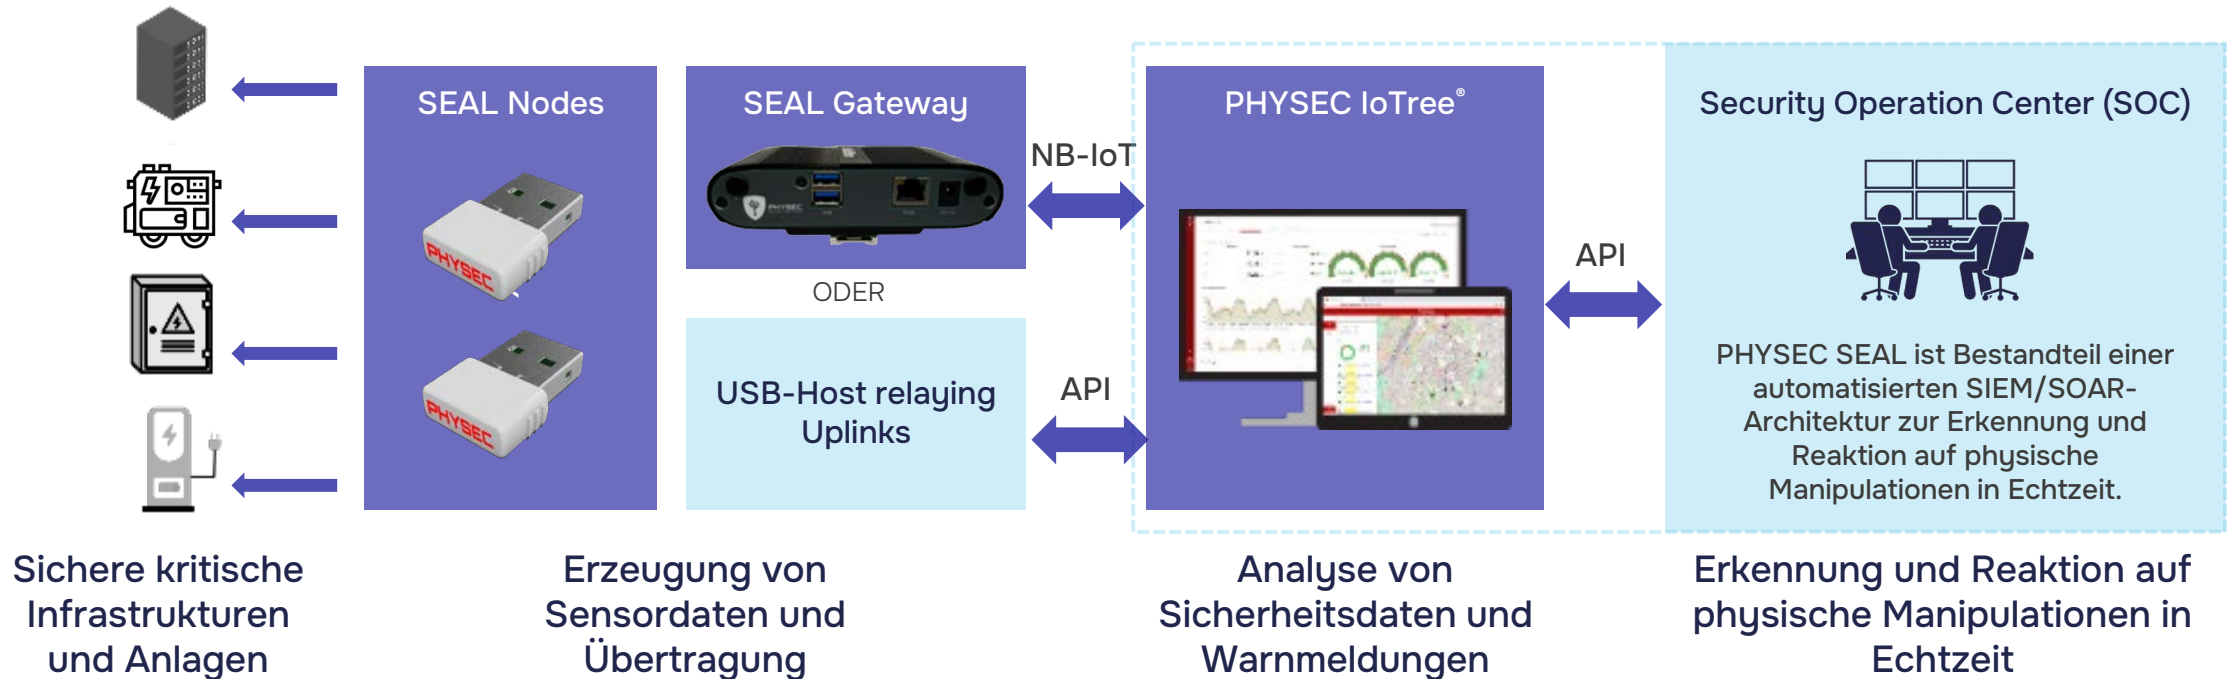 SEAL Nodes
PHYSEC
PHYSEC
SEAL Gateway
PHYSEC
ODER
USB-Host relaying
Uplinks
NB-IoT
API
PHYSEC IoTree®
API
Security Operation Center (SOC)
PHYSEC SEAL ist Bestandteil einer
automatisierten SIEM/SOAR-
Architektur zur Erkennung und
Reaktion auf physische
Manipulationen in Echtzeit.
Sichere kritische
Infrastrukturen
und Anlagen
Erzeugung von
Sensordaten und
Übertragung
Analyse von
Sicherheitsdaten und
Warnmeldungen
Erkennung und Reaktion auf
physische Manipulationen in
Echtzeit